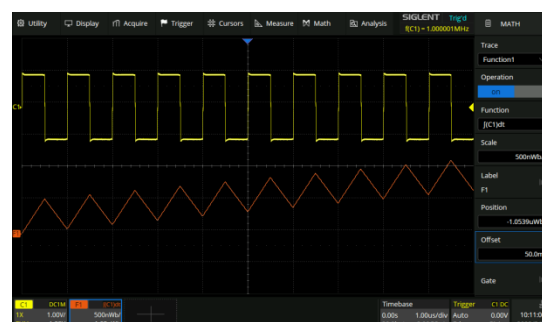 Utility Display Acquire Trigger Cursors Measure Math Analysis SIGLENT Trig'd
f(C1) = 1.000001MHz
MATH
Trace
Function1
Operation
on
Function
∫(C1)dt
Scale
500nWb
Label
F1
Position
-1.0539uWb
Offset
50.0m
Gate
C1
F1
C1 DC1M F1 ∫(C1)dt Timebase Trigger C1 DC
1X 1.00V/ 500nWb/ 0.00s 1.00us/div Auto 0.00V 10:11:0